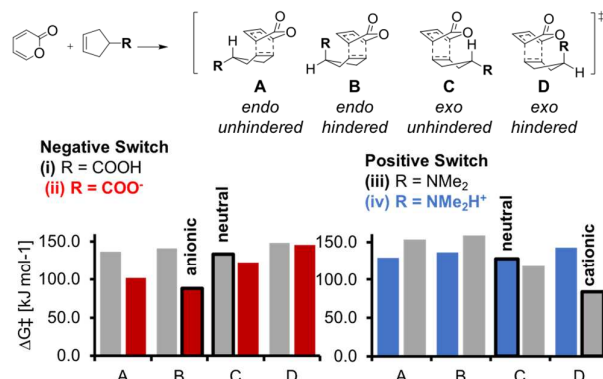 O
O
+
R
‡
O
O
H
R
A
endo
unhindered
O
O
R
H
B
endo
hindered
O
O
H
R
C
exo
unhindered
O
O
R
H
D
exo
hindered
Negative Switch
(i) R = COOH
(ii) R = COO-
Positive Switch
(iii) R = NMe2
(iv) R = NMe2H+
ΔG‡ [kJ mol-1]
150.0
100.0
50.0
0.0
anionic
neutral
A B C D
150.0
100.0
50.0
0.0
neutral
cationic
A B C D